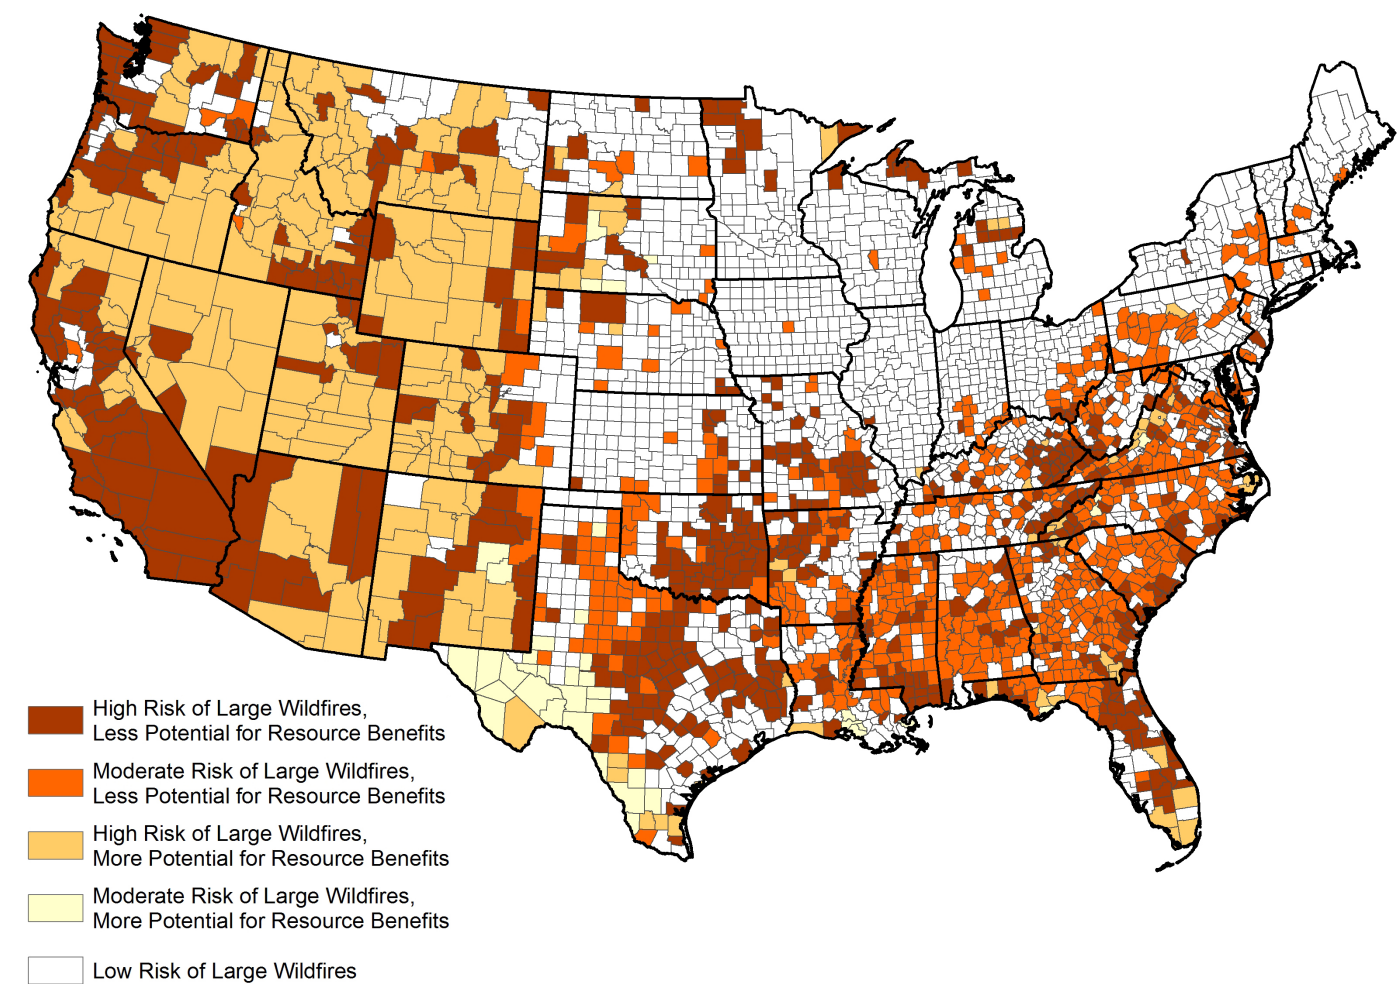 High Risk of Large Wildfires,
Less Potential for Resource Benefits
Moderate Risk of Large Wildfires,
Less Potential for Resource Benefits
High Risk of Large Wildfires,
More Potential for Resource Benefits
Moderate Risk of Large Wildfires,
More Potential for Resource Benefits
Low Risk of Large Wildfires